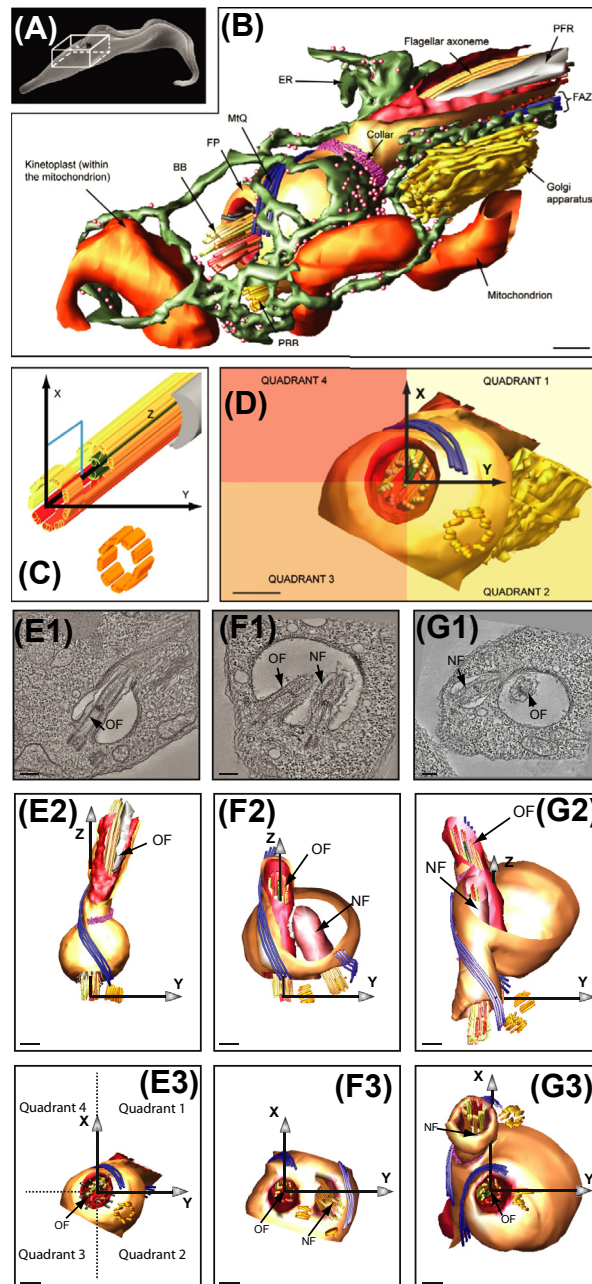 (A)
(B)
Flagellar axoneme
PFR
ER
FAZ
MtQ
Collar
FP
Kinetoplast (within
the mitochondrion)
BB
Golgi
apparatus
Mitochondrion
PBB
(C)
X
Z
Y
(D)
QUADRANT 4
QUADRANT 1
X
Y
QUADRANT 3
QUADRANT 2
(E1)
OF
(F1)
OF
NF
(G1)
NF
OF
(E2)
Z
OF
Y
(F2)
Z
OF
NF
Y
(G2)
OF
Z
NF
Y
(E3)
Quadrant 4
Quadrant 1
X
Y
OF
Quadrant 3
Quadrant 2
(F3)
X
Y
OF
NF
(G3)
X
NF
Y
OF